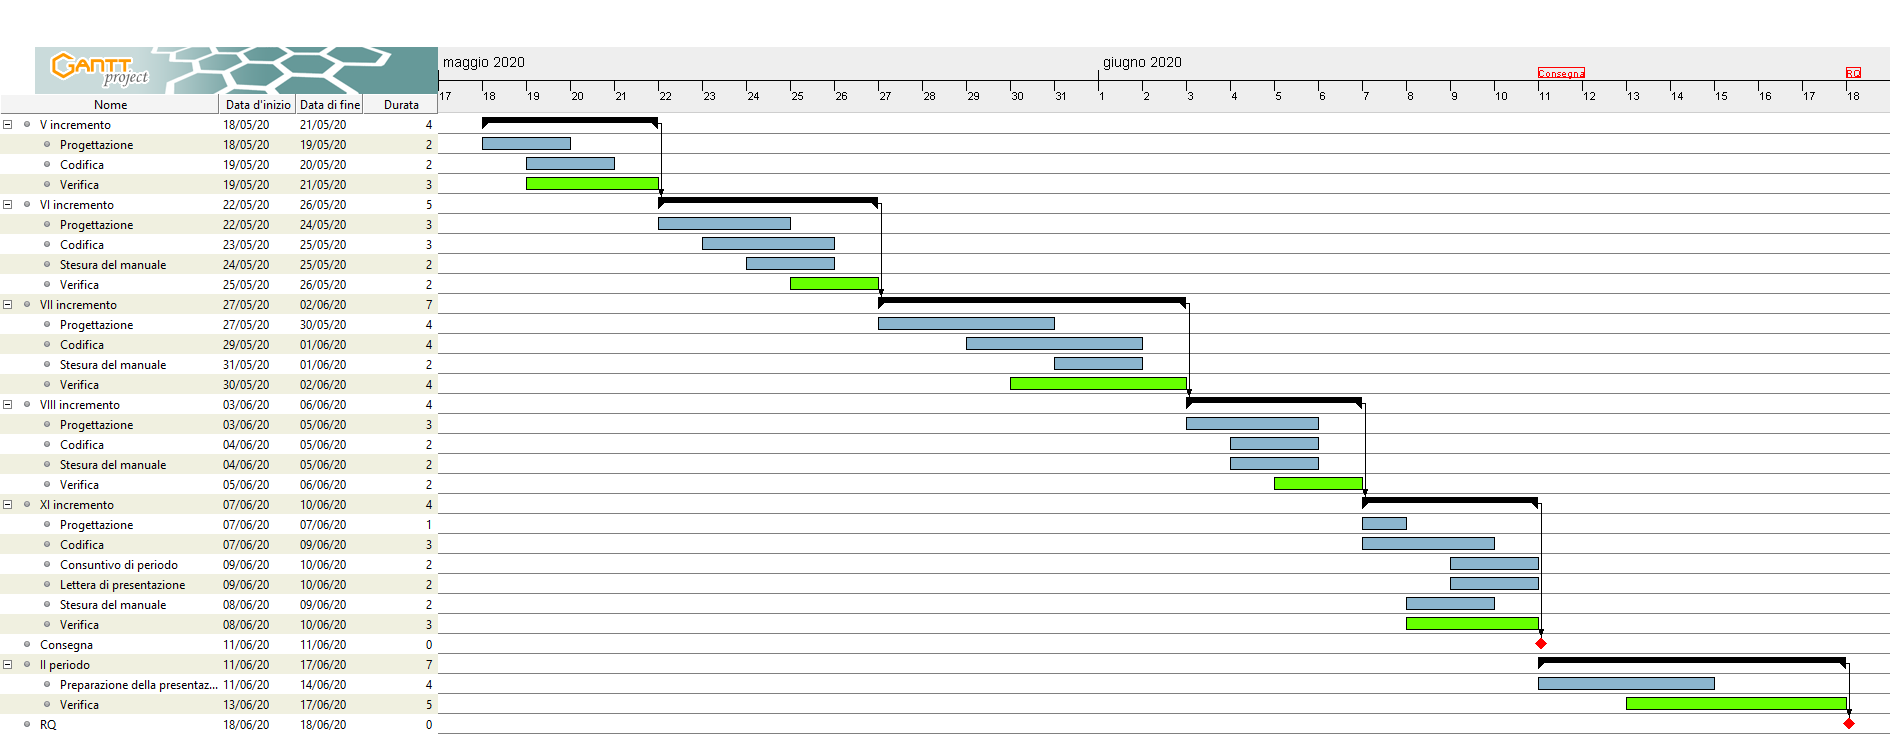 GANTT
project
maggio 2020
giugno 2020
Consegna
RQ
Nome Data d'inizio Data di fine Durata
17 18 19 20 21 22 23 24 25 26 27 28 29 30 31 1 2 3 4 5 6 7 8 9 10 11 12 13 14 15 16 17 18
V incremento 18/05/20 21/05/20 4
Progettazione 18/05/20 19/05/20 2
Codifica 19/05/20 20/05/20 2
Verifica 19/05/20 21/05/20 3
VI incremento 22/05/20 26/05/20 5
Progettazione 22/05/20 24/05/20 3
Codifica 23/05/20 25/05/20 3
Stesura del manuale 24/05/20 25/05/20 2
Verifica 25/05/20 26/05/20 2
VII incremento 27/05/20 02/06/20 7
Progettazione 27/05/20 30/05/20 4
Codifica 29/05/20 01/06/20 4
Stesura del manuale 31/05/20 01/06/20 2
Verifica 30/05/20 02/06/20 4
VIII incremento 03/06/20 06/06/20 4
Progettazione 03/06/20 05/06/20 3
Codifica 04/06/20 05/06/20 2
Stesura del manuale 04/06/20 05/06/20 2
Verifica 05/06/20 06/06/20 2
XI incremento 07/06/20 10/06/20 4
Progettazione 07/06/20 07/06/20 1
Codifica 07/06/20 09/06/20 3
Consuntivo di periodo 09/06/20 10/06/20 2
Lettera di presentazione 09/06/20 10/06/20 2
Stesura del manuale 08/06/20 09/06/20 2
Verifica 08/06/20 10/06/20 3
Consegna 11/06/20 11/06/20 0
II periodo 11/06/20 17/06/20 7
Preparazione della presentaz... 11/06/20 14/06/20 4
Verifica 13/06/20 17/06/20 5
RQ 18/06/20 18/06/20 0